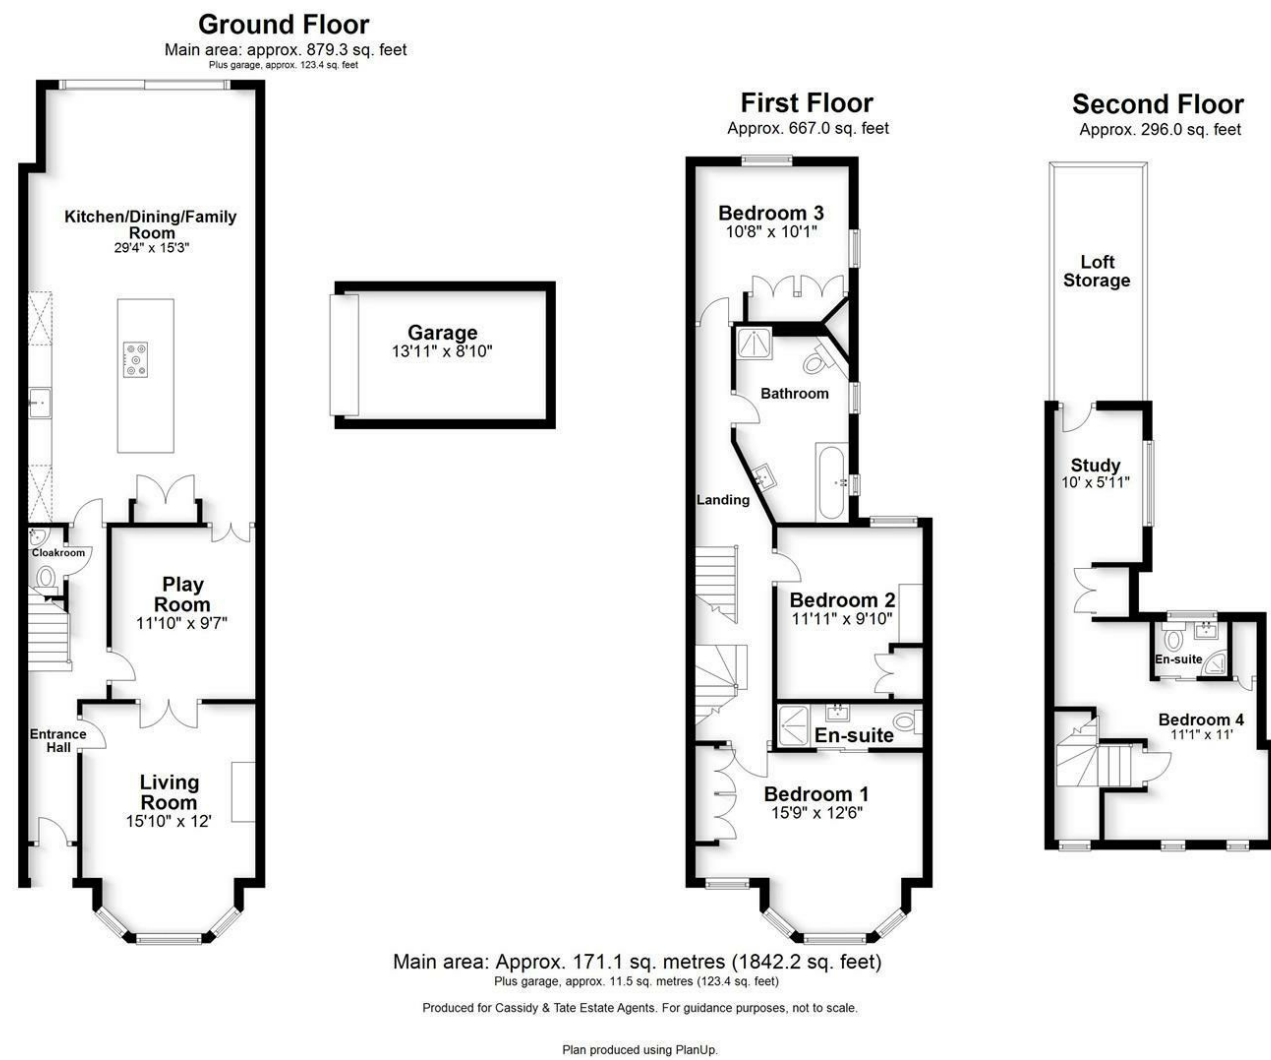 Ground Floor
Main area: approx. 879.3 sq. feet
Plus garage, approx. 123.4 sq. feet
Kitchen/Dining/Family
Room
29'4" x 15'3"
Cloakroom
Play
Room
11'10" x 9'7"
Entrance
Hall
Living
Room
15'10" x 12'
Garage
13'11" x 8'10"
First Floor
Approx. 667.0 sq. feet
Bedroom 3
10'8" x 10'1"
Bathroom
Landing
Bedroom 2
11'11" x 9'10"
En-suite
Bedroom 1
15'9" x 12'6"
Second Floor
Approx. 296.0 sq. feet
Loft
Storage
Study
10' x 5'11"
En-suite
Bedroom 4
11'1" x 11'
Main area: Approx. 171.1 sq. metres (1842.2 sq. feet)
Plus garage, approx. 11.5 sq. metres (123.4 sq. feet)
Produced for Cassidy & Tate Estate Agents. For guidance purposes, not to scale.
Plan produced using PlanUp.